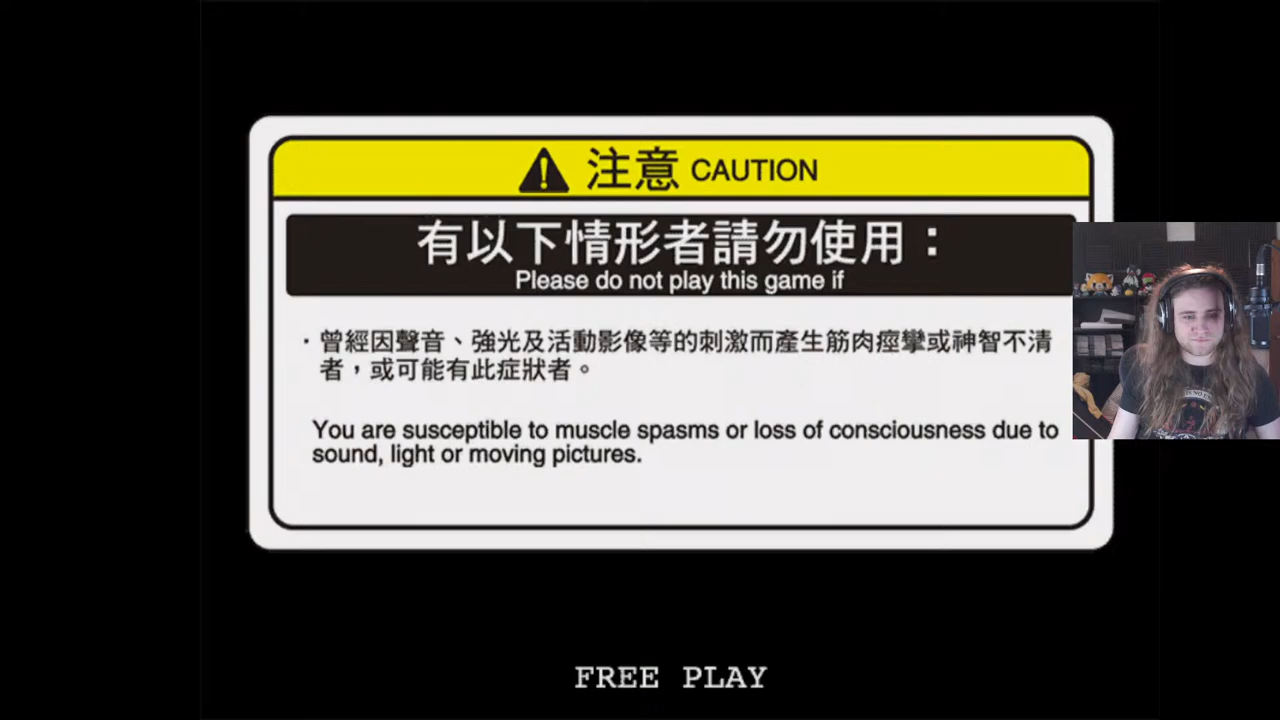 注意 CAUTION
有以下情形者請勿使用：
Please do not play this game if
・曾經因聲音、強光及活動影像等的刺激而產生筋肉痙攣或神智不清
者，或可能有此症狀者。
You are susceptible to muscle spasms or loss of consciousness due to
sound, light or moving pictures.
FREE PLAY